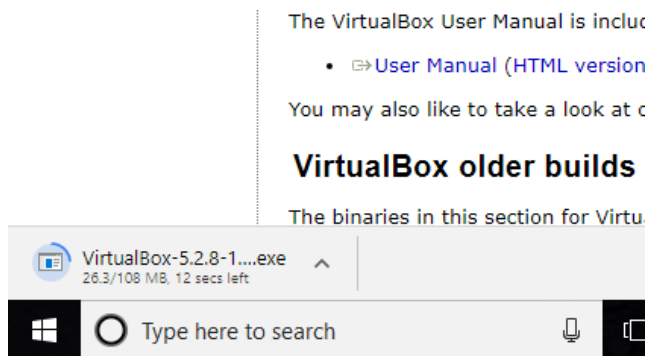 The VirtualBox User Manual is includ
User Manual (HTML version
You may also like to take a look at
VirtualBox older builds
The binaries in this section for Virtu
VirtualBox-5.2.8-1....exe
26.3/108 MB, 12 secs left
Type here to search